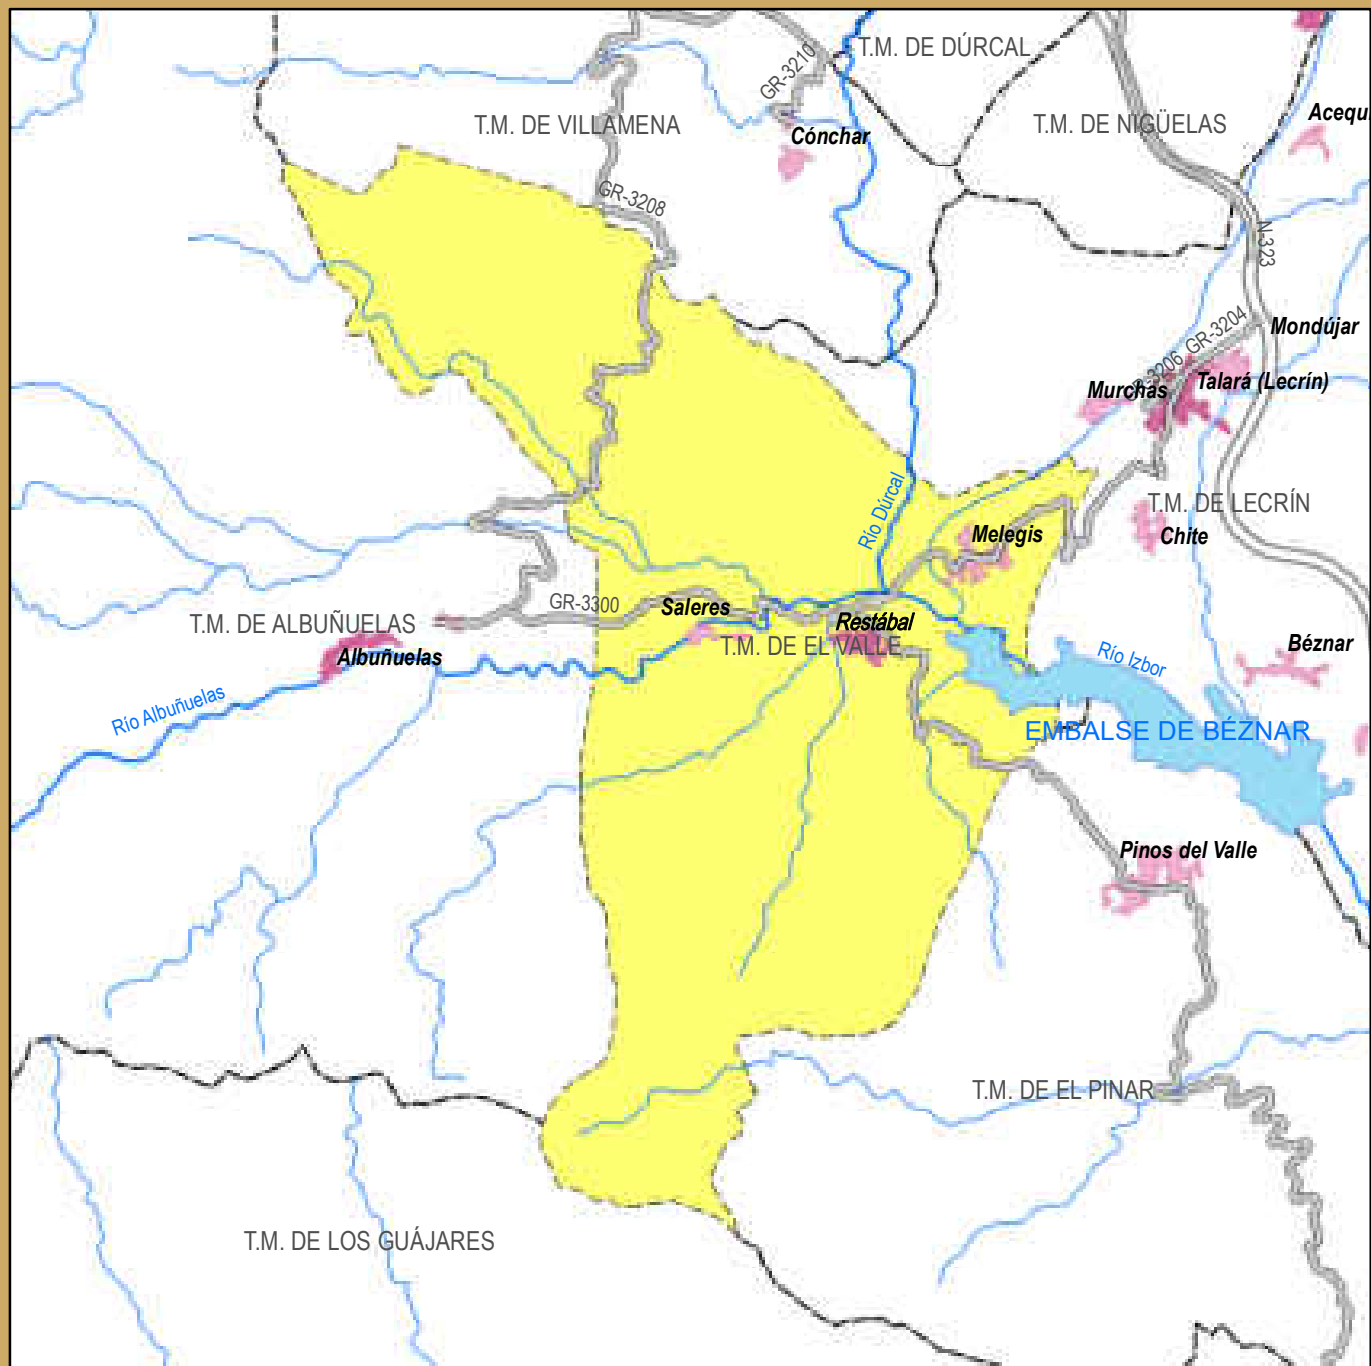 T.M. DE DÚRCAL
GR-3210
T.M. DE VILLAMENA
Cónchar
T.M. DE NIGÜELAS
Acequ
GR-3208
N-323
GR-3204
Mondújar
R-3206
Talará (Lecrín)
Murchas
Río Dúrcal
T.M. DE LECRÍN
Melegis
Chite
GR-3300
Saleres
T.M. DE ALBUÑUELAS
Restábal
T.M. DE EL VALLE
Albuñuelas
Béznar
Río Izbor
Río Albuñuelas
EMBALSE DE BÉZNAR
Pinos del Valle
T.M. DE EL PINAR
T.M. DE LOS GUÁJARES